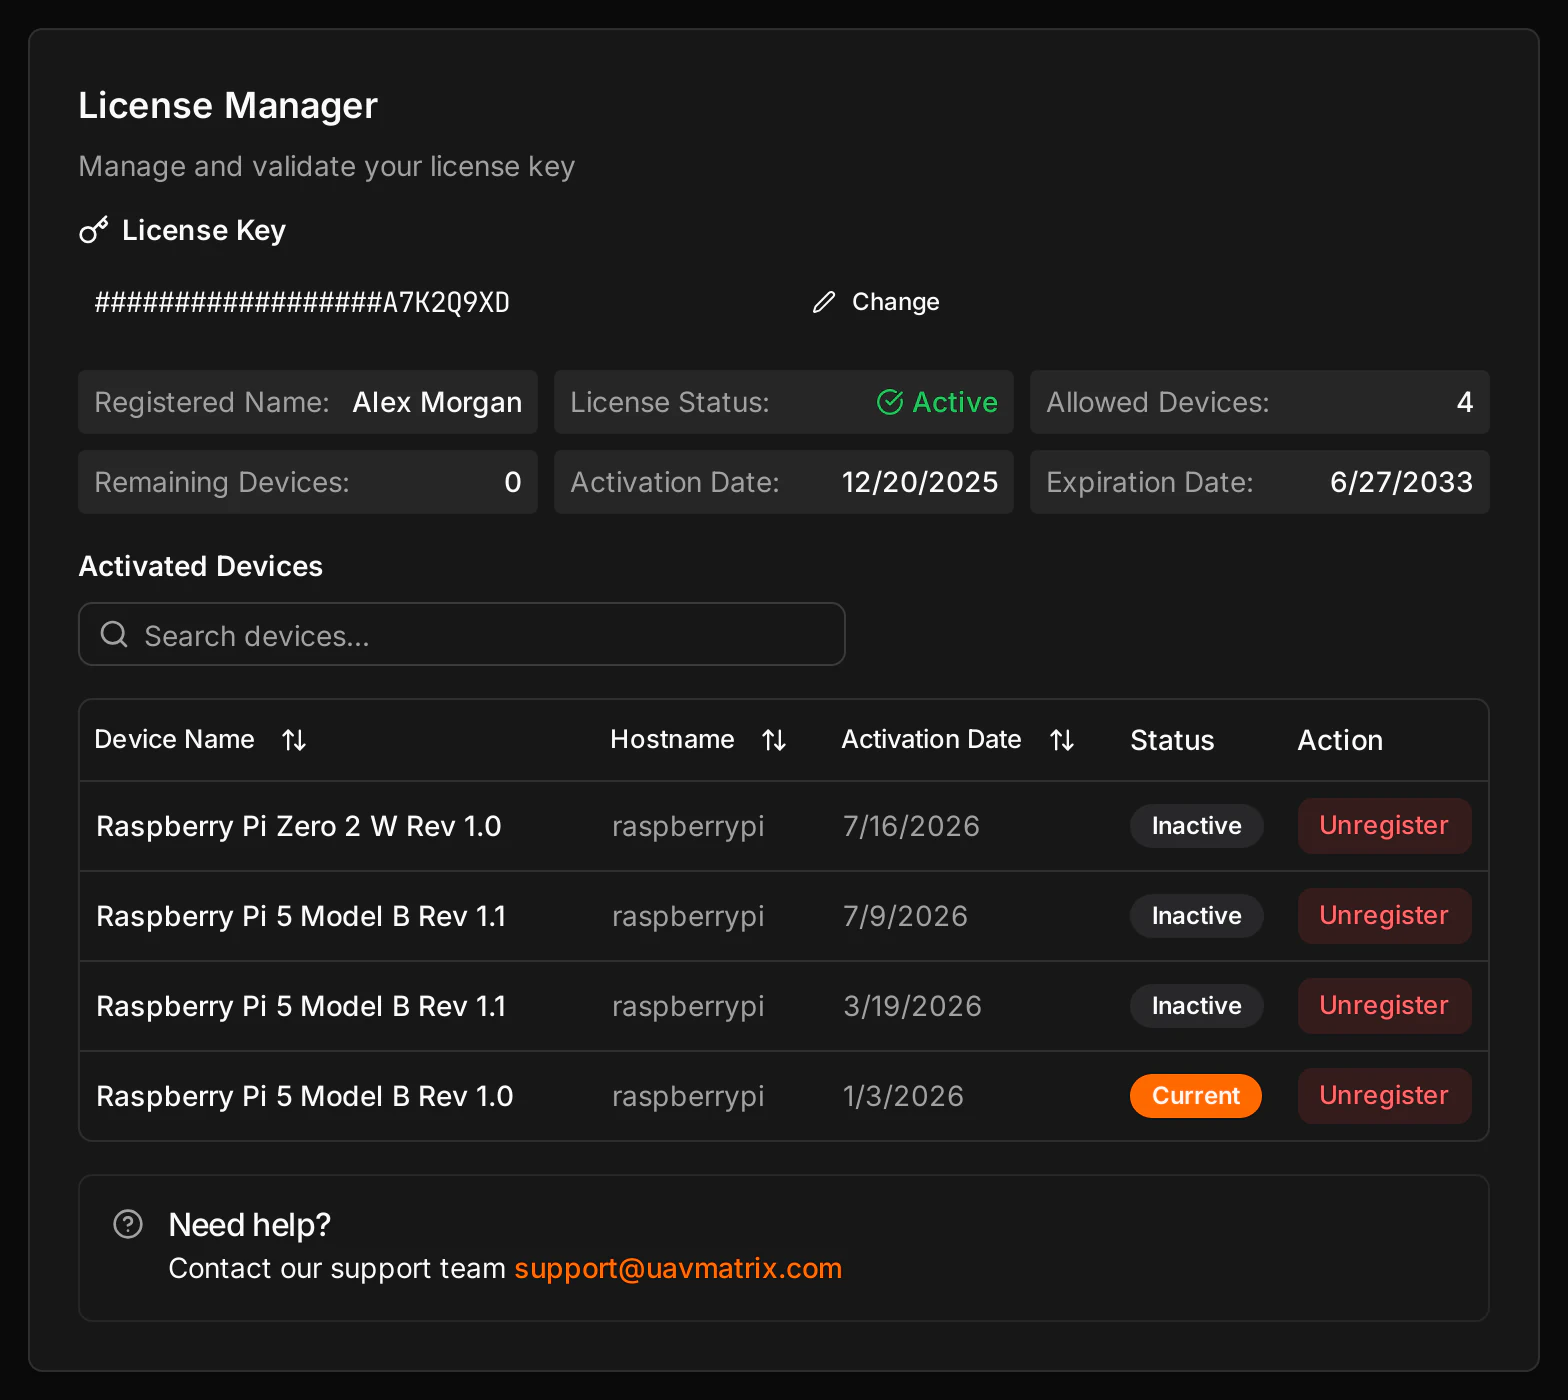 License Manager
Manage and validate your license key
License Key
##################A7K2Q9XD
Change
Registered Name: Alex Morgan
License Status: Active
Allowed Devices: 4
Remaining Devices: 0
Activation Date: 12/20/2025
Expiration Date: 6/27/2033
Activated Devices
Search devices...
Device Name Hostname Activation Date Status Action
Raspberry Pi Zero 2 W Rev 1.0 raspberrypi 7/16/2026 Inactive Unregister
Raspberry Pi 5 Model B Rev 1.1 raspberrypi 7/9/2026 Inactive Unregister
Raspberry Pi 5 Model B Rev 1.1 raspberrypi 3/19/2026 Inactive Unregister
Raspberry Pi 5 Model B Rev 1.0 raspberrypi 1/3/2026 Current Unregister
Need help?
Contact our support team support@uavmatrix.com